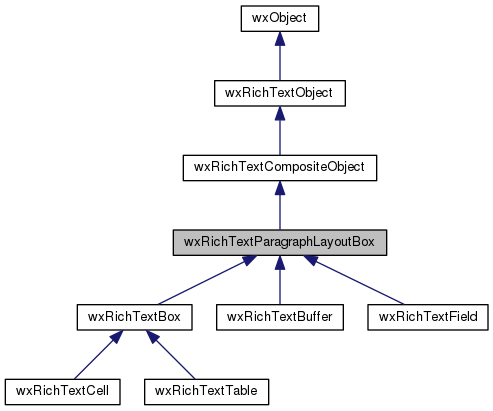 wxObject
wxRichTextObject
wxRichTextCompositeObject
wxRichTextParagraphLayoutBox
wxRichTextBox
wxRichTextBuffer
wxRichTextField
wxRichTextCell
wxRichTextTable